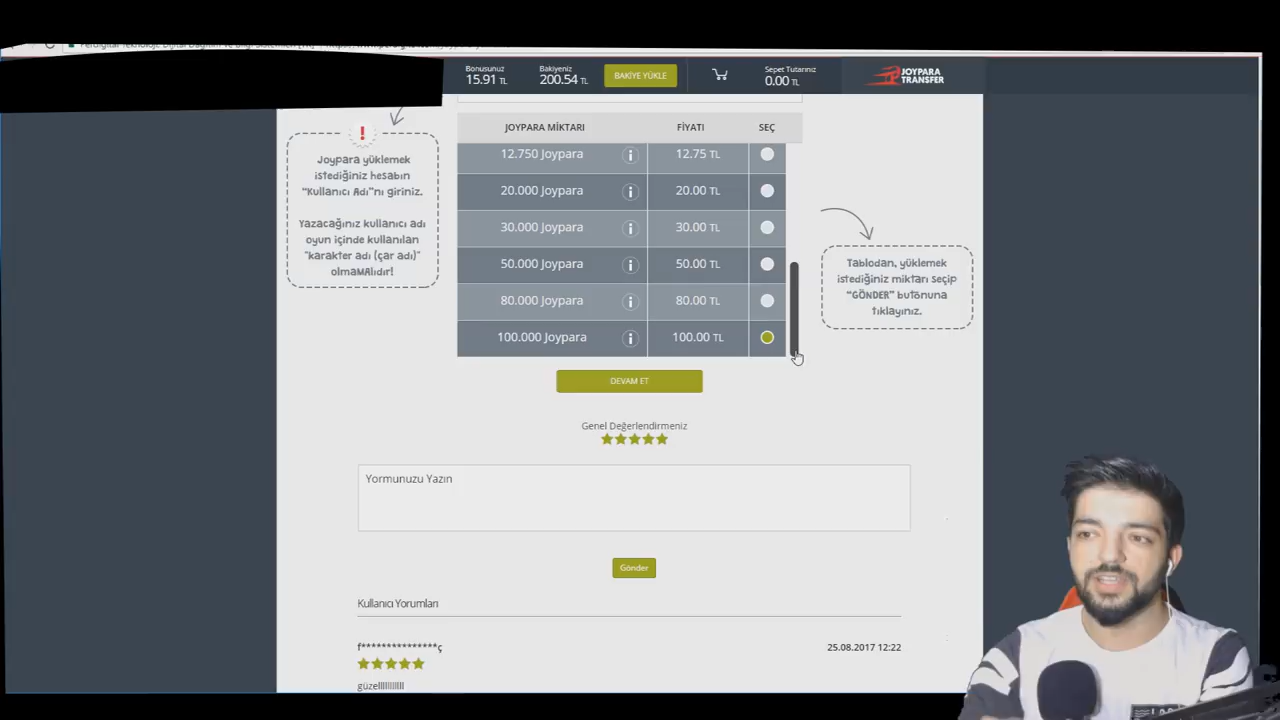 Bonusunuz
15.91 TL
Bakiyeniz
200.54 TL
BAKİYE YÜKLE
Sepet Tutarınız
0.00 TL
JOYPARA
TRANSFER
!
Joypara yüklemek
istediğiniz hesabın
"Kullanıcı Adı"nı giriniz.
Yazacağınız kullanıcı adı
oyun içinde kullanılan
"karakter adı (çar adı)"
olmaMalıdır!
JOYPARA MİKTARI FİYATI SEÇ
12.750 Joypara 12.75 TL
20.000 Joypara 20.00 TL
30.000 Joypara 30.00 TL
50.000 Joypara 50.00 TL
80.000 Joypara 80.00 TL
100.000 Joypara 100.00 TL
Tablodan, yüklemek
istediğiniz miktarı seçip
"GÖNDER" butonuna
tıklayınız.
DEVAM ET
Genel Değerlendirmeniz
Yormunuzu Yazın
Gönder
Kullanıcı Yorumları
f***************ç
25.08.2017 12:22